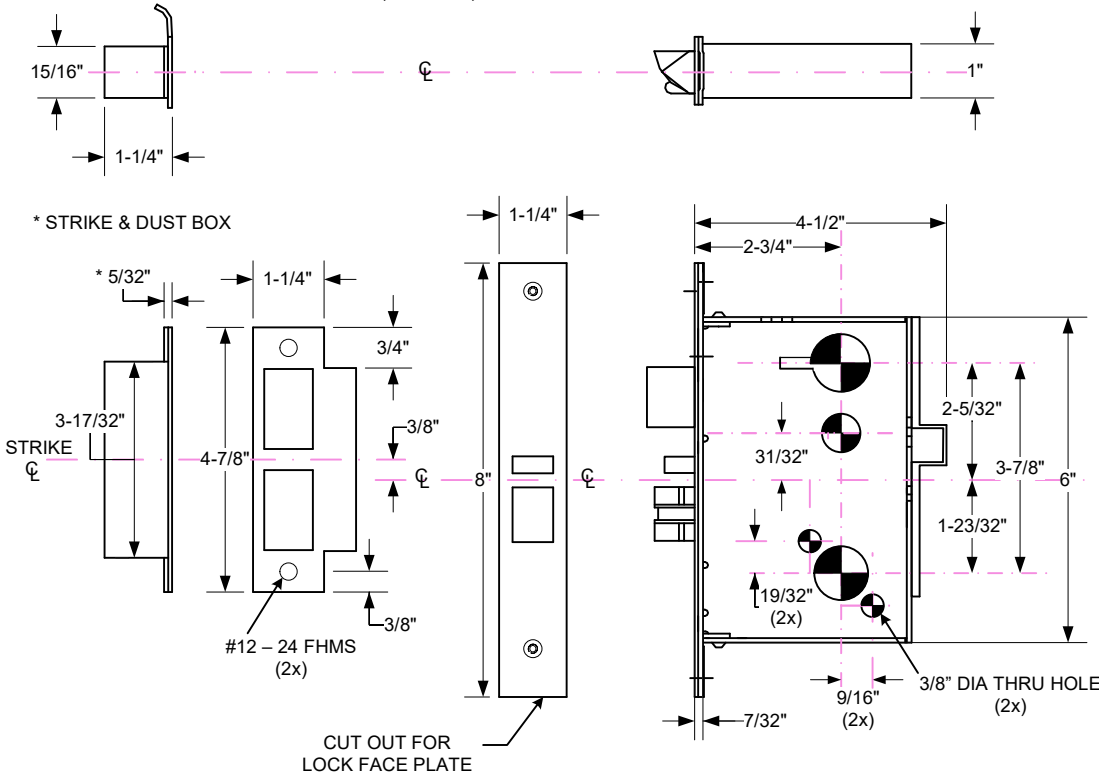 15/16"
℄
1"
1-1/4"
* STRIKE & DUST BOX
1-1/4"
4-1/2"
2-3/4"
* 5/32"
1-1/4"
3/4"
3-17/32"
STRIKE
℄
4-7/8"
3/8"
℄
8"
℄
31/32"
2-5/32"
3-7/8"
6"
1-23/32"
19/32"
(2x)
3/8"
#12 – 24 FHMS
(2x)
9/16"
(2x)
3/8” DIA THRU HOLE
(2x)
7/32"
CUT OUT FOR
LOCK FACE PLATE